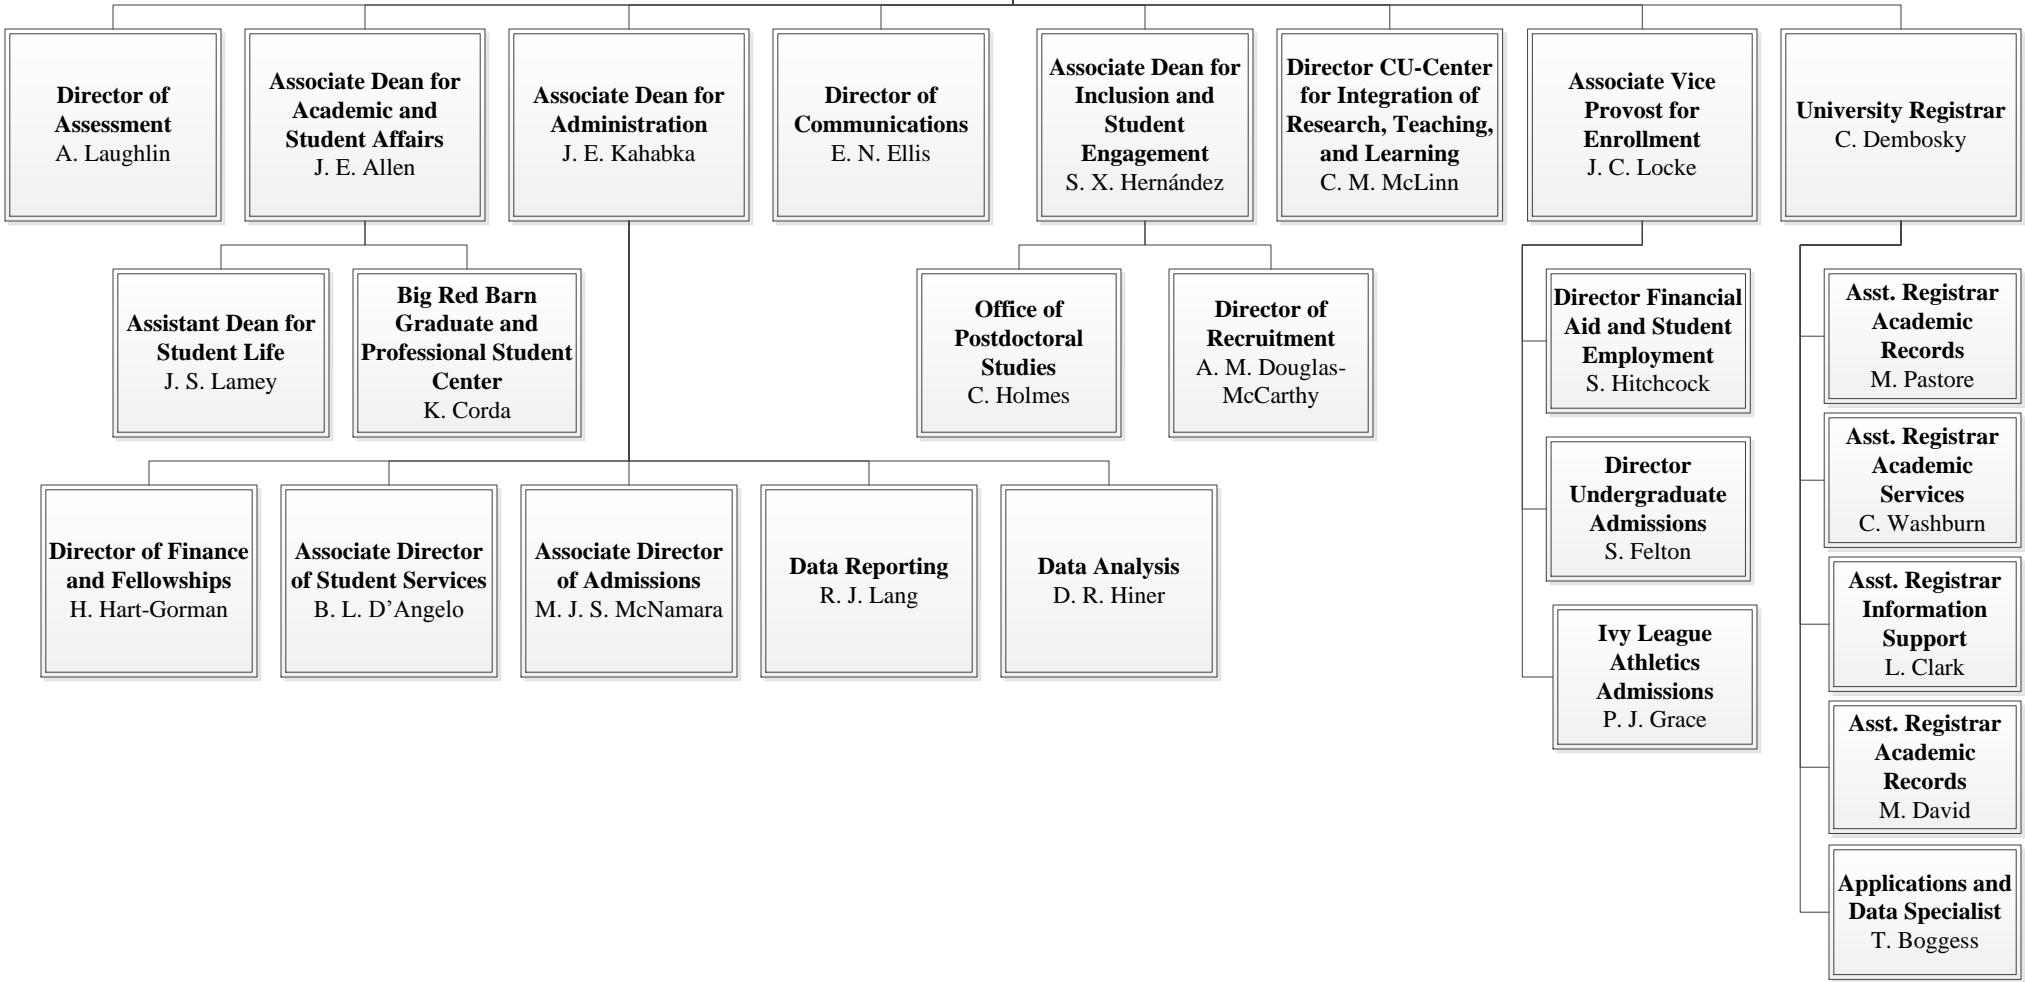 Director of
Assessment
A. Laughlin
Associate Dean for
Academic and
Student Affairs
J. E. Allen
Associate Dean for
Administration
J. E. Kahabka
Director of
Communications
E. N. Ellis
Associate Dean for
Inclusion and
Student
Engagement
S. X. Hernández
Director CU-Center
for Integration of
Research, Teaching,
and Learning
C. M. McLinn
Associate Vice
Provost for
Enrollment
J. C. Locke
University Registrar
C. Dembosky
Assistant Dean for
Student Life
J. S. Lamey
Big Red Barn
Graduate and
Professional Student
Center
K. Corda
Office of
Postdoctoral
Studies
C. Holmes
Director of
Recruitment
A. M. Douglas-
McCarthy
Director Financial
Aid and Student
Employment
S. Hitchcock
Asst. Registrar
Academic
Records
M. Pastore
Director
Undergraduate
Admissions
S. Felton
Asst. Registrar
Academic
Services
C. Washburn
Director of Finance
and Fellowships
H. Hart-Gorman
Associate Director
of Student Services
B. L. D’Angelo
Associate Director
of Admissions
M. J. S. McNamara
Data Reporting
R. J. Lang
Data Analysis
D. R. Hiner
Ivy League
Athletics
Admissions
P. J. Grace
Asst. Registrar
Information
Support
L. Clark
Asst. Registrar
Academic
Records
M. David
Applications and
Data Specialist
T. Boggess